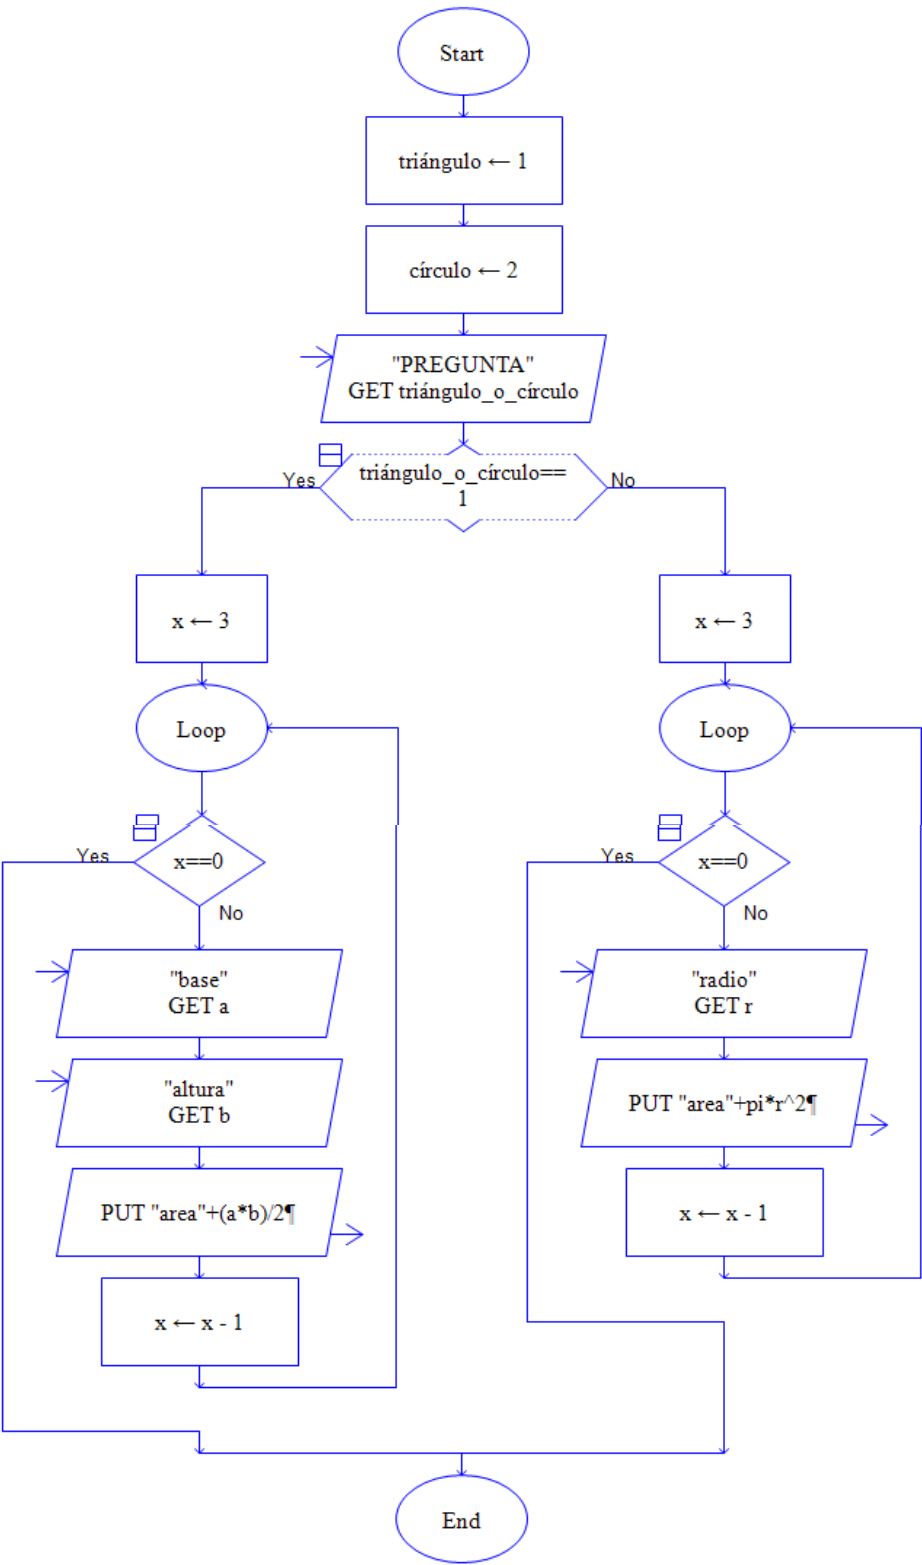 Start
triángulo ← 1
círculo ← 2
"PREGUNTA"
GET triángulo_o_círculo
triángulo_o_círculo==
1
Yes
No
x ← 3
Loop
x==0
Yes
No
"base"
GET a
"altura"
GET b
PUT "area"+(a*b)/2¶
x ← x - 1
x ← 3
Loop
x==0
Yes
No
"radio"
GET r
PUT "area"+pi*r^2¶
x ← x - 1
End